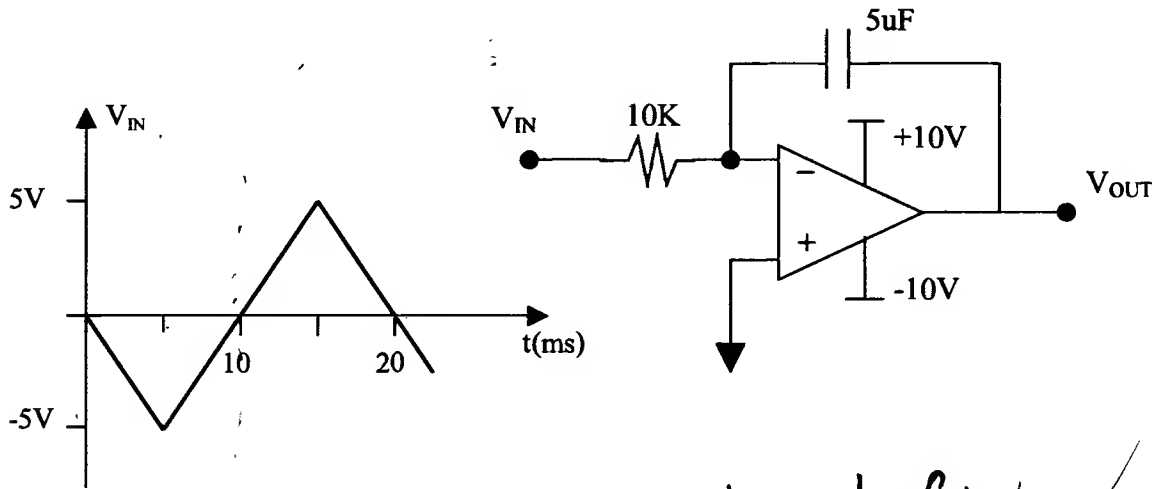 5uF
V_IN
10K
V_IN
+10V
5V
−
V_OUT
+
-10V
t(ms)
10
20
-5V